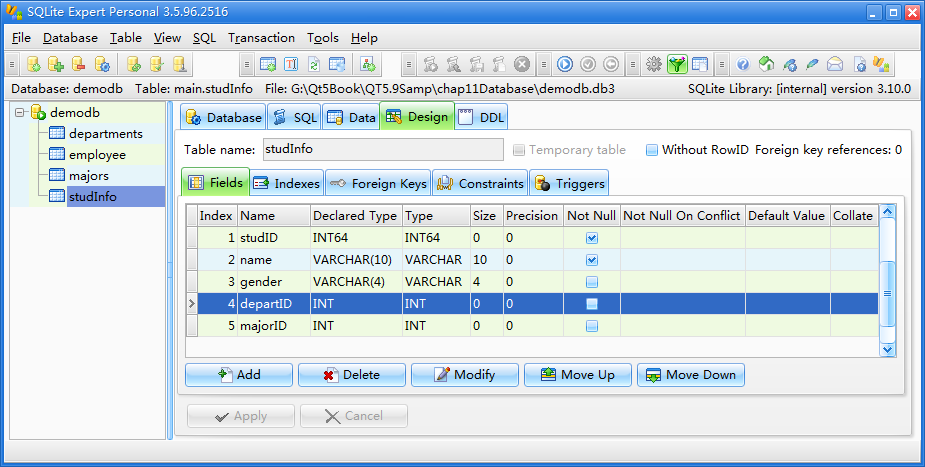 SQLite Expert Personal 3.5.96.2516
File Database Table View SQL Transaction Tools Help
Database: demodb Table: main.studInfo File: G:\Qt5Book\QT5.9Samp\chap11Database\demodb.db3 SQLite Library: [internal] version 3.10.0
demodb
departments
employee
majors
studInfo
Database SQL Data Design DDL
Table name: studInfo Temporary table Without RowID Foreign key references: 0
Fields Indexes Foreign Keys Constraints Triggers
Index Name Declared Type Type Size Precision Not Null Not Null On Conflict Default Value Collate
1 studID INT64 INT64 0 0
2 name VARCHAR(10) VARCHAR 10 0
3 gender VARCHAR(4) VARCHAR 4 0
4 departID INT INT 0 0
5 majorID INT INT 0 0
Add Delete Modify Move Up Move Down
Apply Cancel